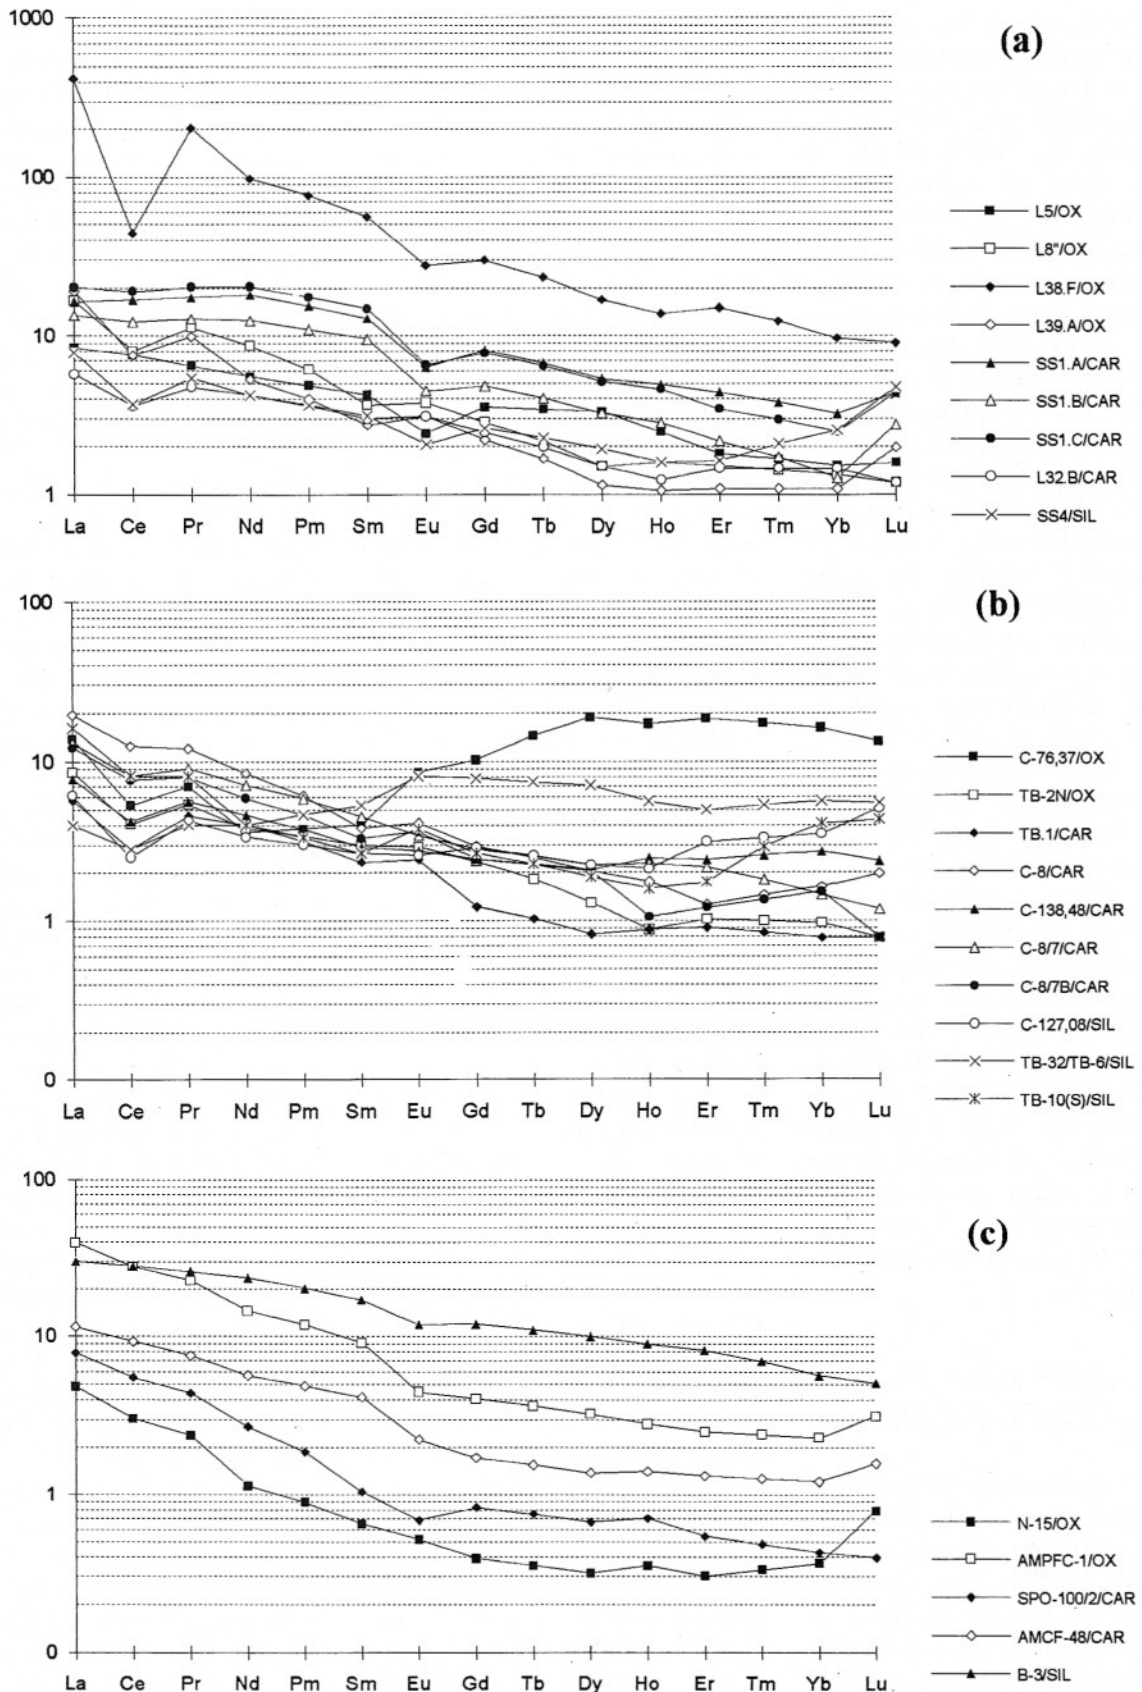 1000
100
10
1
La Ce Pr Nd Pm Sm Eu Gd Tb Dy Ho Er Tm Yb Lu
(a)
L5/OX
L8"/OX
L38.F/OX
L39.A/OX
SS1.A/CAR
SS1.B/CAR
SS1.C/CAR
L32.B/CAR
SS4/SIL
100
10
1
0
La Ce Pr Nd Pm Sm Eu Gd Tb Dy Ho Er Tm Yb Lu
(b)
C-76,37/OX
TB-2N/OX
TB.1/CAR
C-8/CAR
C-138,48/CAR
C-8/7/CAR
C-8/7B/CAR
C-127,08/SIL
TB-32/TB-6/SIL
TB-10(S)/SIL
100
10
1
0
La Ce Pr Nd Pm Sm Eu Gd Tb Dy Ho Er Tm Yb Lu
(c)
N-15/OX
AMPFC-1/OX
SPO-100/2/CAR
AMCF-48/CAR
B-3/SIL